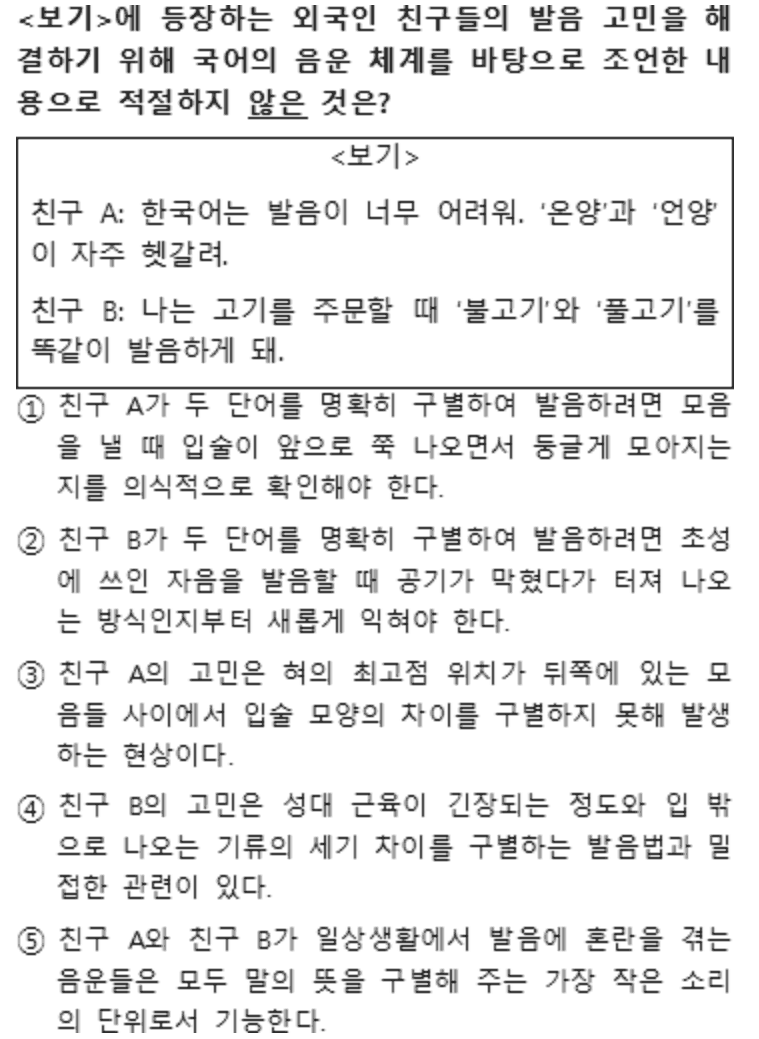 <보기>에 등장하는 외국인 친구들의 발음 고민을 해
결하기 위해 국어의 음운 체계를 바탕으로 조언한 내
용으로 적절하지 않은 것은?
<보기>
친구 A: 한국어는 발음이 너무 어려워. ‘온양’과 ‘언양’
이 자주 헷갈려.
친구 B: 나는 고기를 주문할 때 ‘불고기’와 ‘풀고기’를
똑같이 발음하게 돼.
① 친구 A가 두 단어를 명확히 구별하여 발음하려면 모음
을 낼 때 입술이 앞으로 쭉 나오면서 둥글게 모아지는
지를 의식적으로 확인해야 한다.
② 친구 B가 두 단어를 명확히 구별하여 발음하려면 초성
에 쓰인 자음을 발음할 때 공기가 막혔다가 터져 나오
는 방식인지부터 새롭게 익혀야 한다.
③ 친구 A의 고민은 혀의 최고점 위치가 뒤쪽에 있는 모
음들 사이에서 입술 모양의 차이를 구별하지 못해 발생
하는 현상이다.
④ 친구 B의 고민은 성대 근육이 긴장되는 정도와 입 밖
으로 나오는 기류의 세기 차이를 구별하는 발음법과 밀
접한 관련이 있다.
⑤ 친구 A와 친구 B가 일상생활에서 발음에 혼란을 겪는
음운들은 모두 말의 뜻을 구별해 주는 가장 작은 소리
의 단위로서 기능한다.